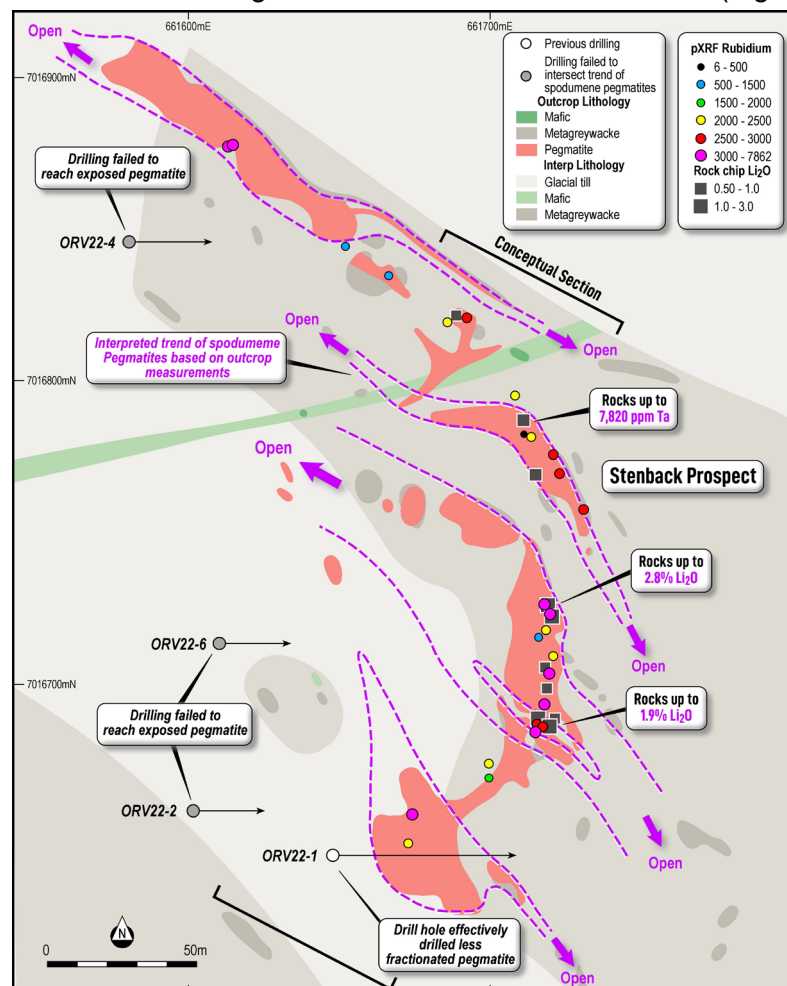 661600mE
661700mE
7016900mN
7016800mN
7016700mN
Open
Previous drilling
Drilling failed to
intersect trend of
spodumene pegmatites
Outcrop Lithology
Mafic
Metagreywacke
Pegmatite
Interp Lithology
Glacial till
Mafic
Metagreywacke
pXRF Rubidium
6 - 500
500 - 1500
1500 - 2000
2000 - 2500
2500 - 3000
3000 - 7862
Rock chip Li2O
0.50 - 1.0
1.0 - 3.0
Drilling failed to
reach exposed pegmatite
ORV22-4
Conceptual Section
Open
Open
Interpreted trend of spodumeme
Pegmatites based on outcrop
measurements
Rocks up to
7,820 ppm Ta
Open
Stenback Prospect
Rocks up to
2.8% Li2O
ORV22-6
Open
Drilling failed to
reach exposed pegmatite
Rocks up to
1.9% Li2O
ORV22-2
ORV22-1
Open
Drill hole effectively
drilled less
fractionated pegmatite
N
0
50m
Open